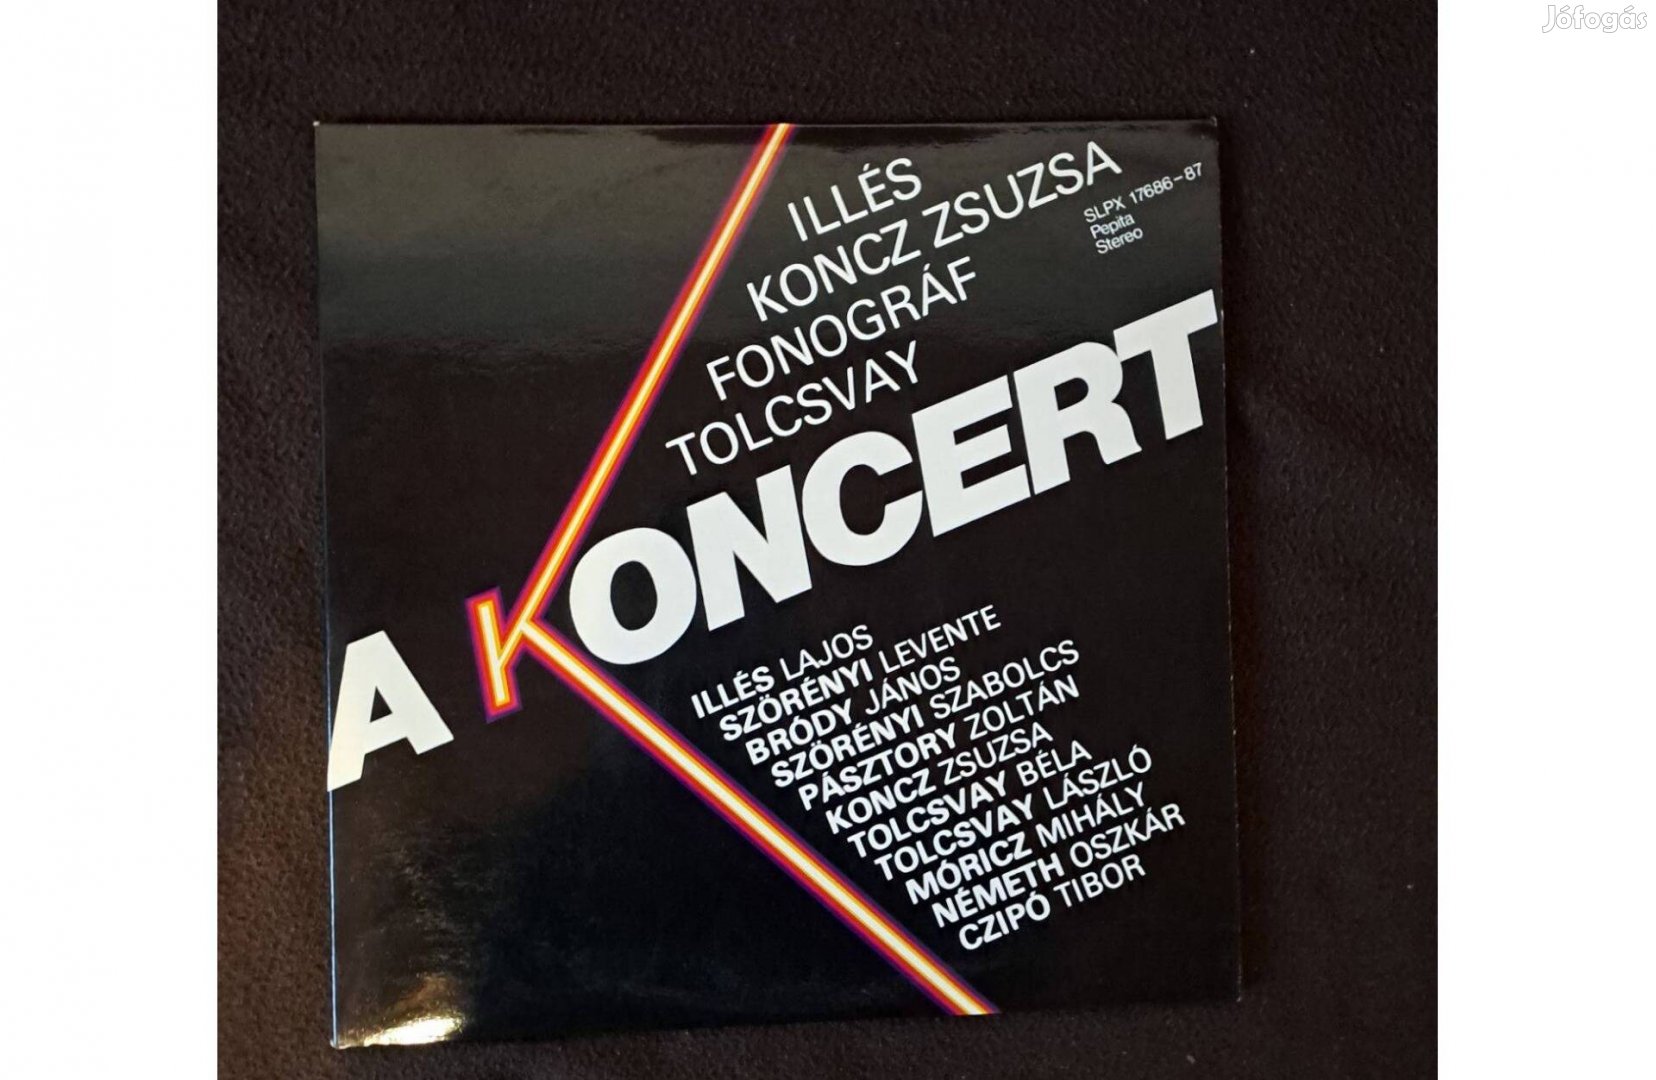 Jófogás
ILLÉS
KONCZ ZSUZSA
FONOGRÁF
TOLCSVAY
SLPX 17686-87
Pepita
Stereo
A KONCERT
ILLÉS LAJOS
SZÖRÉNYI LEVENTE
BRÓDY JÁNOS
SZÖRÉNYI SZABOLCS
PÁSZTORY ZOLTÁN
KONCZ ZSUZSA
TOLCSVAY BÉLA
TOLCSVAY LÁSZLÓ
MÓRICZ MIHÁLY
NÉMETH OSZKÁR
CZIPÓ TIBOR